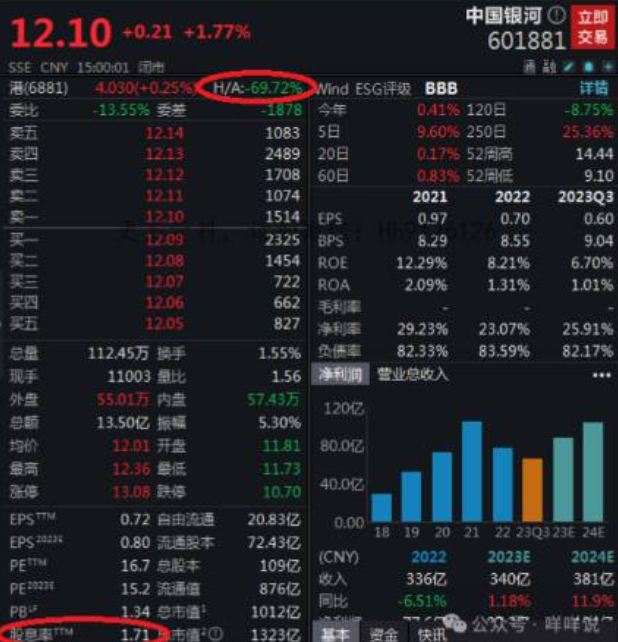 12.10 +0.21 +1.77% 中国银河 立即
601881 交易
SSE CNY 15:00:01 闭市 通 融
港(6881) 4.030(+0.25%) H/A:-69.72% Wind ESG评级 BBB 详情
委比 -13.55% 委差 -1878 今年 0.41% 120日 -8.75%
卖五 12.14 1083 5日 9.60% 250日 25.36%
卖四 12.13 2489 20日 0.17% 52周高 14.44
卖三 12.12 1708 60日 0.83% 52周低 9.10
卖二 12.11 1074 2021 2022 2023Q3
卖一 12.10 1514 EPS 0.97 0.70 0.60
买一 12.09 2325 BPS 8.29 8.55 9.04
买二 12.08 1454 ROE 12.29% 8.21% 6.70%
买三 12.07 722 ROA 2.09% 1.31% 1.01%
买四 12.06 662 毛利率 - - -
买五 12.05 827 净利率 29.23% 23.07% 25.91%
总量 112.45万 换手 1.55% 负债率 82.33% 83.59% 82.17%
现手 11003 量比 1.56 净利润 营业总收入 •••
外盘 55.01万 内盘 57.43万 120亿
总额 13.50亿 振幅 5.30%
均价 12.01 开盘 11.81 80.0亿
最高 12.36 最低 11.73 40.0亿
涨停 13.08 跌停 10.70
EPSTTM 0.72 自由流通 20.83亿 0.00
18 19 20 21 22 23Q3 23E 24E
EPS2023E 0.80 流通股本 72.43亿 (CNY) 2022 2023E 2024E
PETTM 16.7 总股本 109亿 收入 336亿 340亿 381亿
PE2023E 15.2 流通值 876亿 同比 -6.51% 1.18% 11.9%
PBLF 1.34 总市值1 1012亿
股息率TTM 1.71 总市值2 1323亿 基本 资金 快讯
公众号 · 咩咩说